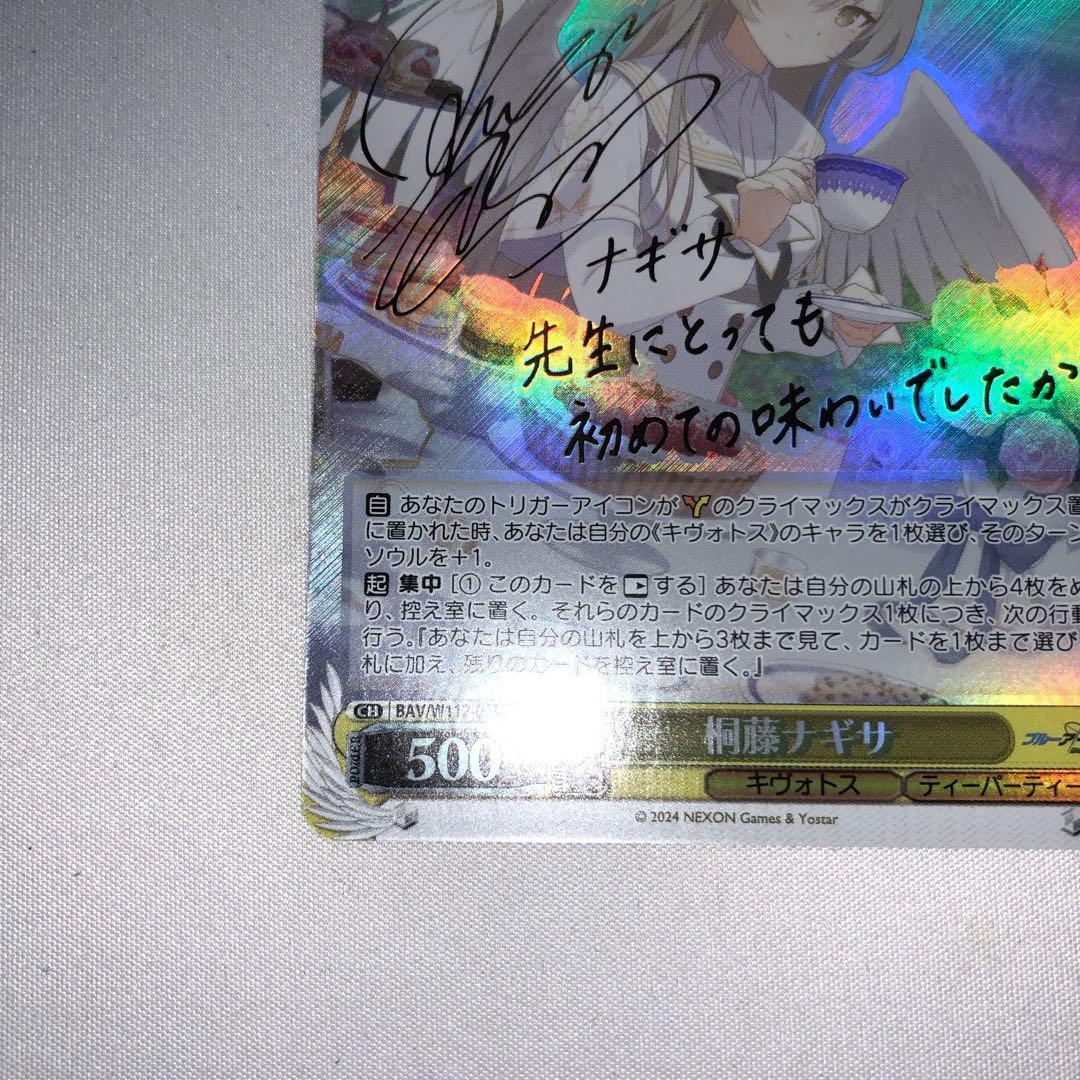 ナギサ
先生にとっても
初めての味わいでしたか
自 あなたのトリガーアイコンがのクライマックスがクライマックス置
に置かれた時、あなたは自分の《キヴォトス》のキャラを1枚選び、そのターン
ソウルを+1。
起 集中 [① このカードをする] あなたは自分の山札の上から4枚をめ
り、控え室に置く。それらのカードのクライマックス1枚につき、次の行動
行う。『あなたは自分の山札を上から3枚まで見て、カードを1枚まで選び
札に加え、残りのカードを控え室に置く。』
CH BAV/W112-
POWER 500
桐藤ナギサ
キヴォトス ティーパーティー
© 2024 NEXON Games & Yostar